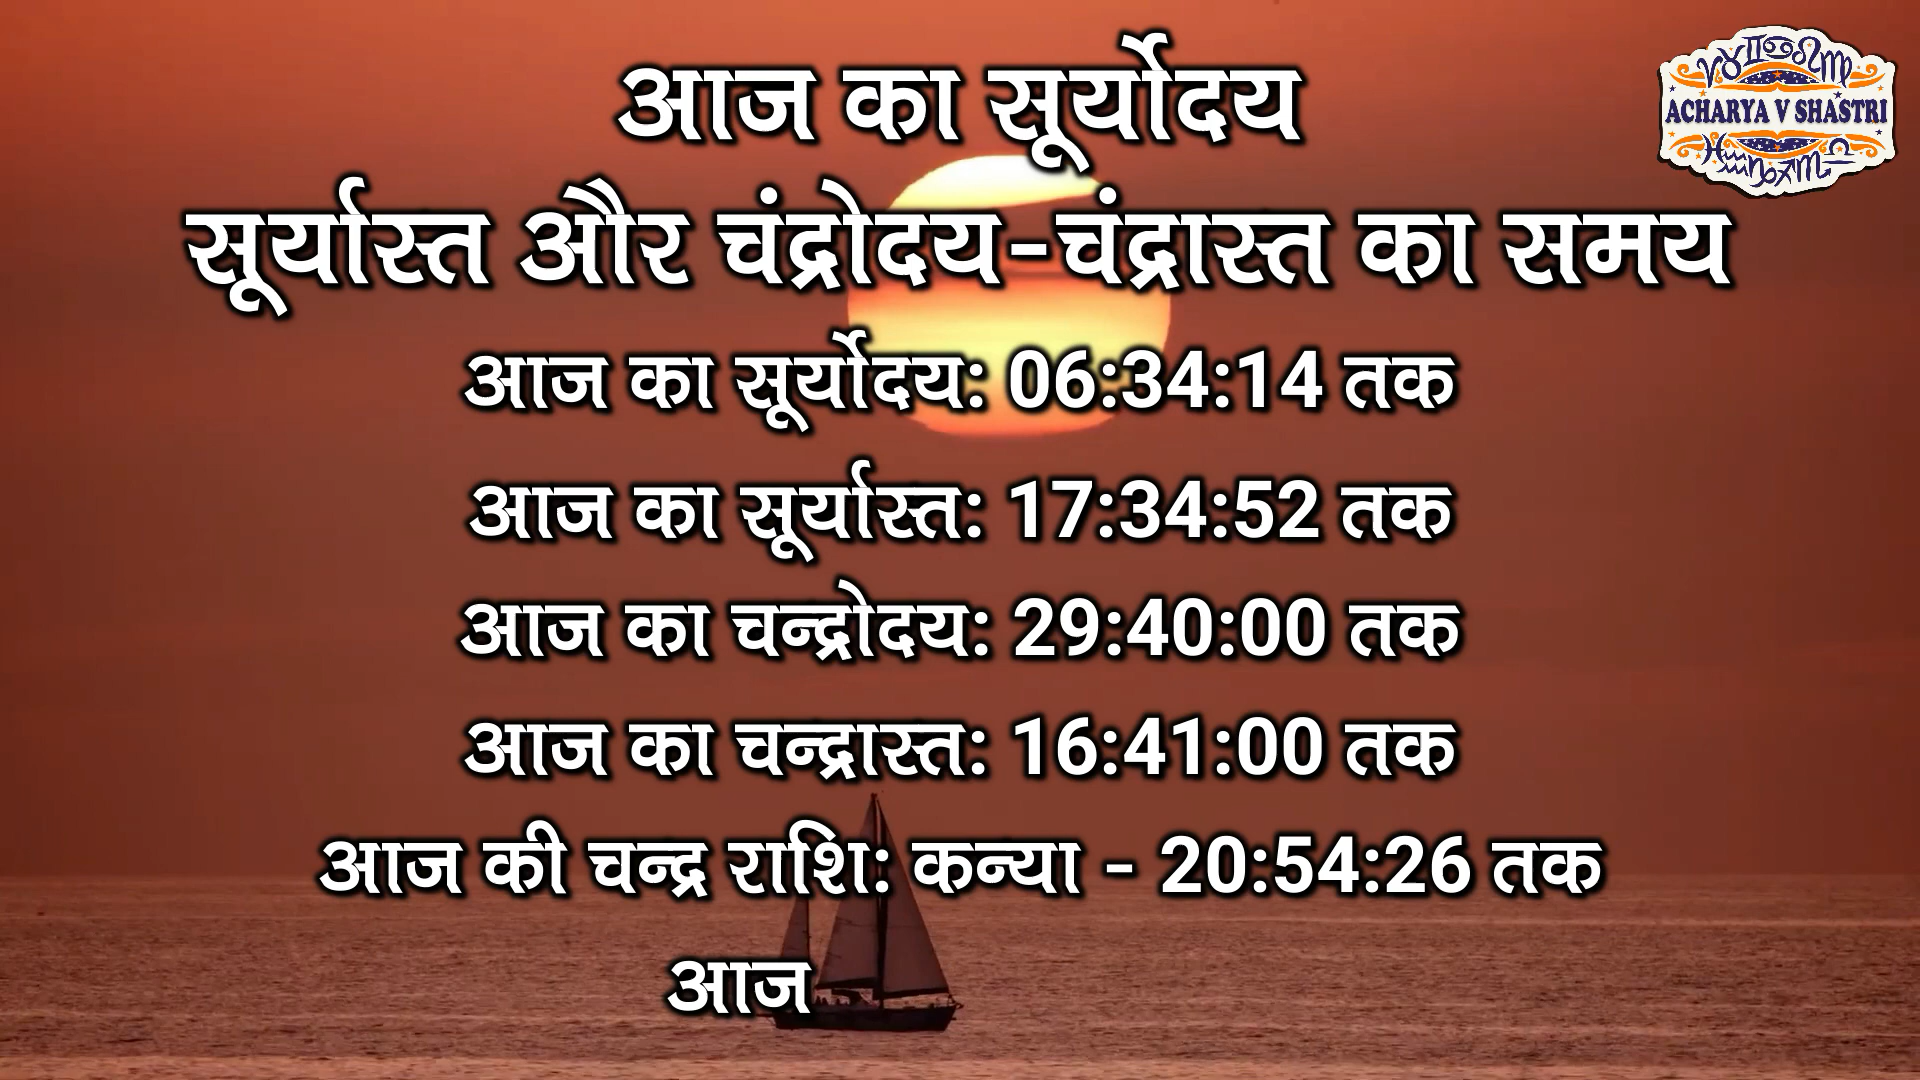 आज का सूर्योदय
सूर्यास्त और चंद्रोदय-चंद्रास्त का समय
आज का सूर्योदय: 06:34:14 तक
आज का सूर्यास्त: 17:34:52 तक
आज का चन्द्रोदय: 29:40:00 तक
आज का चन्द्रास्त: 16:41:00 तक
आज की चन्द्र राशि: कन्या - 20:54:26 तक
आज
ACHARYA V SHASTRI